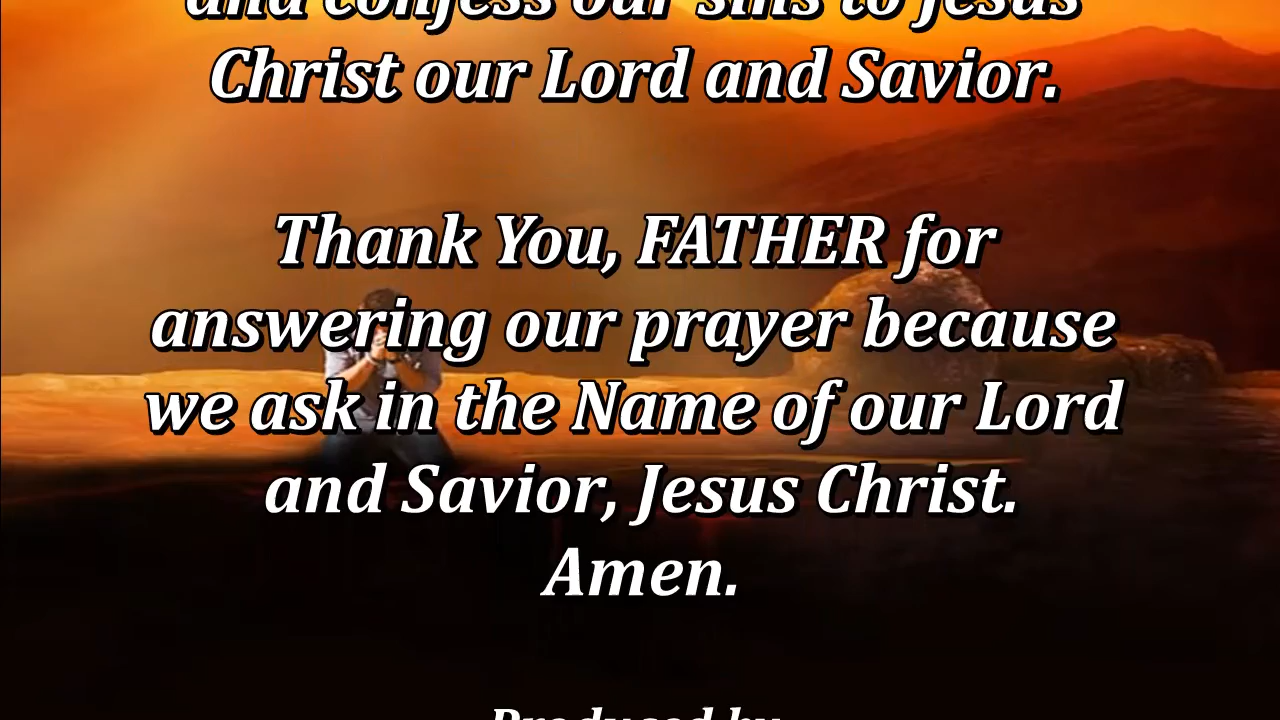 and confess our sins to Jesus
Christ our Lord and Savior.
Thank You, FATHER for
answering our prayer because
we ask in the Name of our Lord
and Savior, Jesus Christ.
Amen.
Produced by